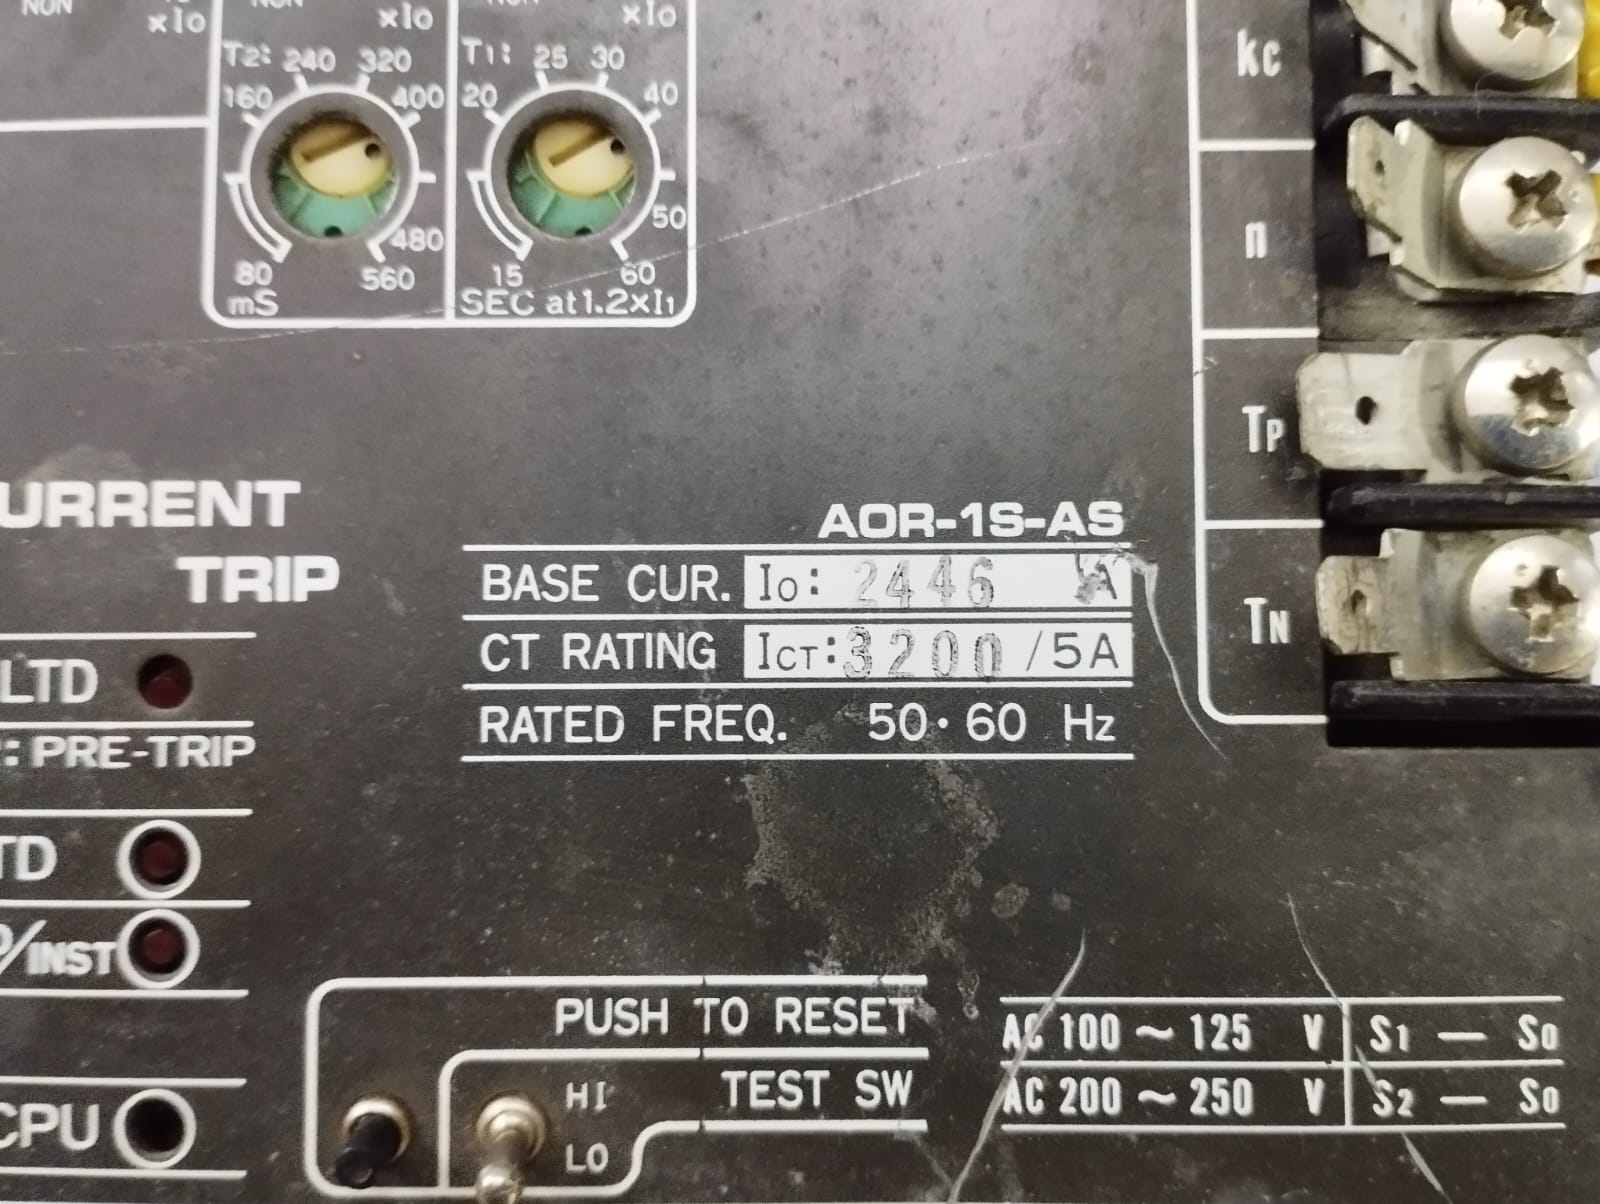 NON
xIo
xIo
xIo
T2: 240 320
160 400
480
80 560
mS
T1: 25 30
20 40
50
15 60
SEC at 1.2xI1
kc
n
TP
TN
URRENT
TRIP
AOR-1S-AS
BASE CUR. Io: 2446 A
CT RATING ICT: 3200 /5A
RATED FREQ. 50·60 Hz
LTD
: PRE-TRIP
TD
/INST
CPU
PUSH TO RESET
TEST SW
HI
LO
AC 100 ~ 125 V S1 — So
AC 200 ~ 250 V S2 — So